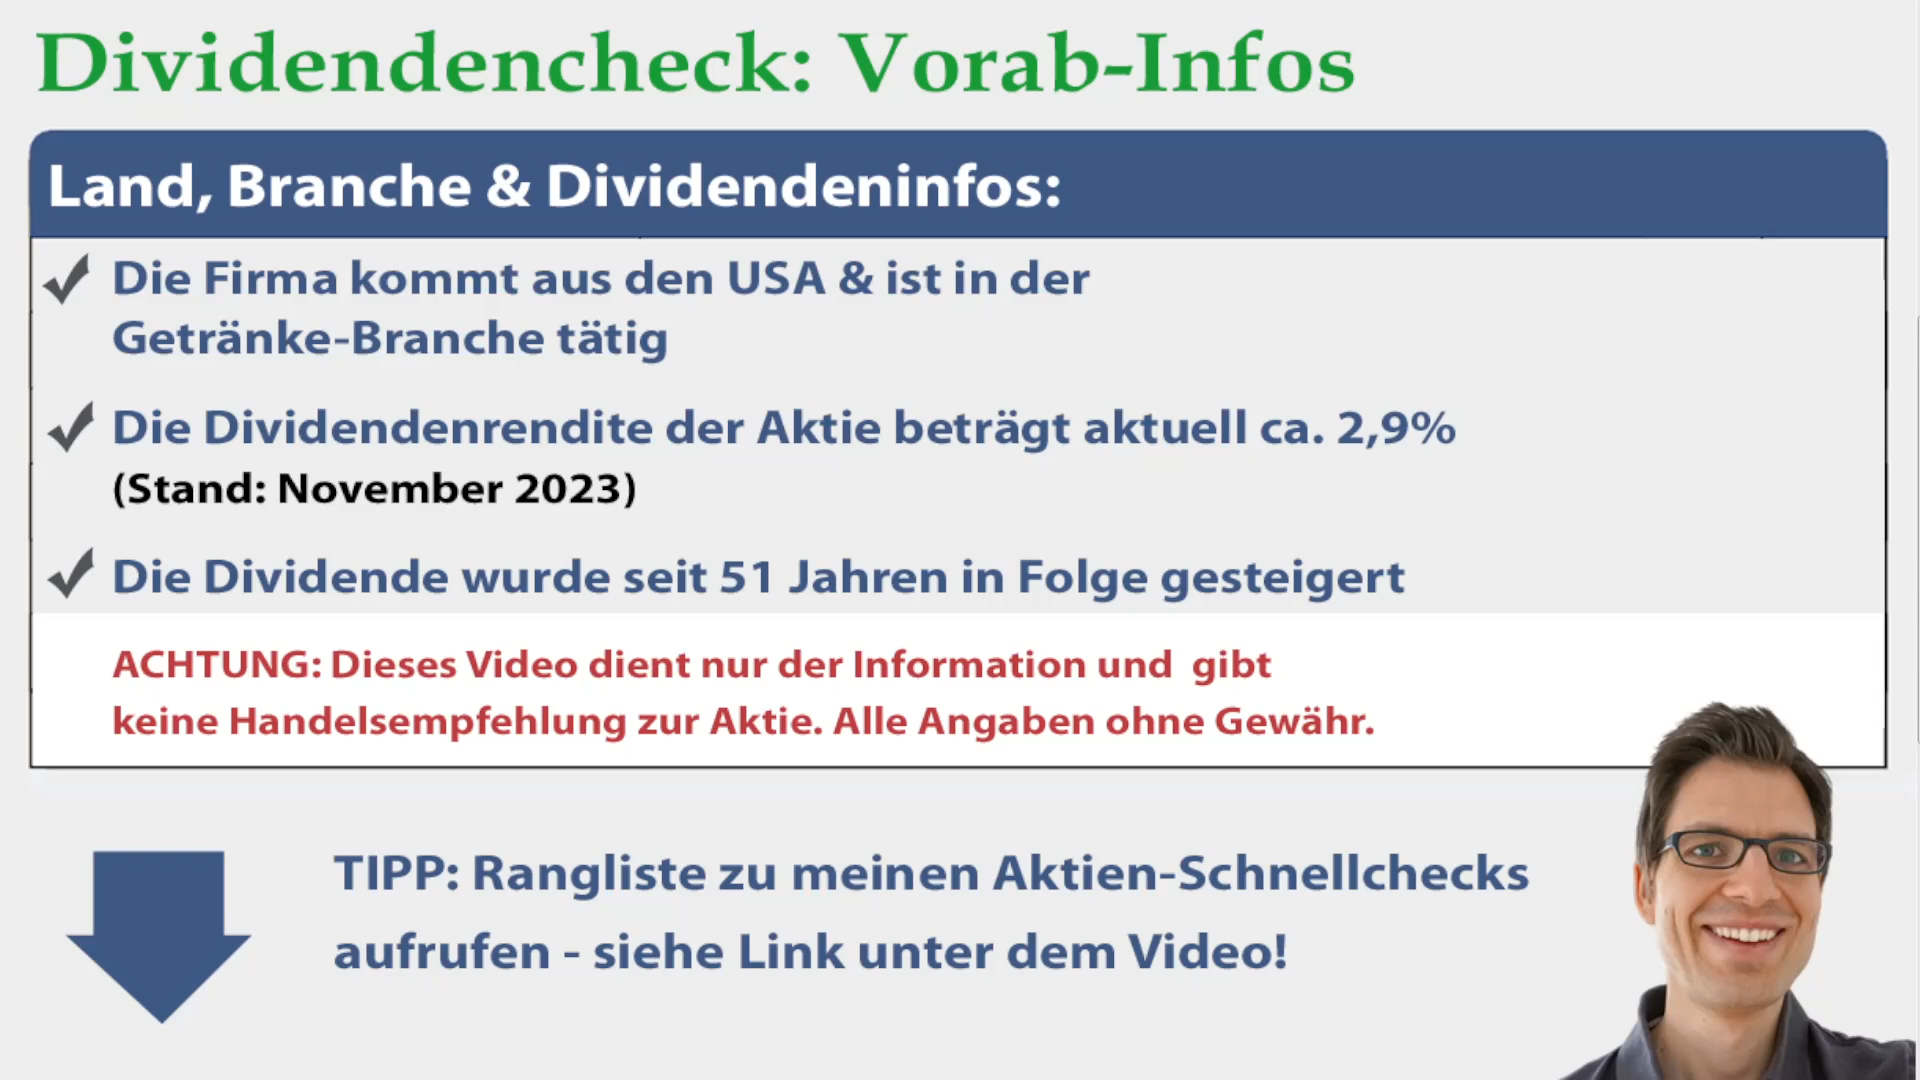 Dividendencheck: Vorab-Infos
Land, Branche & Dividendeninfos:
Die Firma kommt aus den USA & ist in der
Getränke-Branche tätig
Die Dividendenrendite der Aktie beträgt aktuell ca. 2,9%
(Stand: November 2023)
Die Dividende wurde seit 51 Jahren in Folge gesteigert
ACHTUNG: Dieses Video dient nur der Information und gibt
keine Handelsempfehlung zur Aktie. Alle Angaben ohne Gewähr.
TIPP: Rangliste zu meinen Aktien-Schnellchecks
aufrufen - siehe Link unter dem Video!